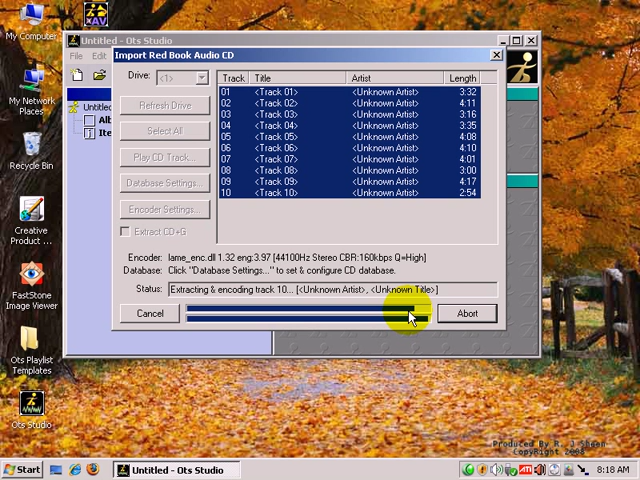 My Computer
XAV
My Network
Places
Recycle Bin
Creative
Product ...
FastStone
Image Viewer
Ots Playlist
Templates
Ots Studio
Untitled - Ots Studio
File Edit
Untitled
Alb
Ite
Import Red Book Audio CD
Drive: <1>
Refresh Drive
Select All
Play CD Track...
Database Settings...
Encoder Settings...
Extract CD+G
Track Title Artist Length
01 <Track 01> <Unknown Artist> 3:32
02 <Track 02> <Unknown Artist> 4:11
03 <Track 03> <Unknown Artist> 3:16
04 <Track 04> <Unknown Artist> 3:35
05 <Track 05> <Unknown Artist> 4:08
06 <Track 06> <Unknown Artist> 4:10
07 <Track 07> <Unknown Artist> 4:01
08 <Track 08> <Unknown Artist> 3:00
09 <Track 09> <Unknown Artist> 4:17
10 <Track 10> <Unknown Artist> 2:54
Encoder: lame_enc.dll 1.32 eng:3.97 [44100Hz Stereo CBR:160kbps Q=High]
Database: Click "Database Settings..." to set & configure CD database.
Status: Extracting & encoding track 10... [<Unknown Artist>, <Unknown Title>]
Cancel
Abort
Produced By R. J Sheen
CopyRight 2008
Start
Untitled - Ots Studio
ATI
8:18 AM